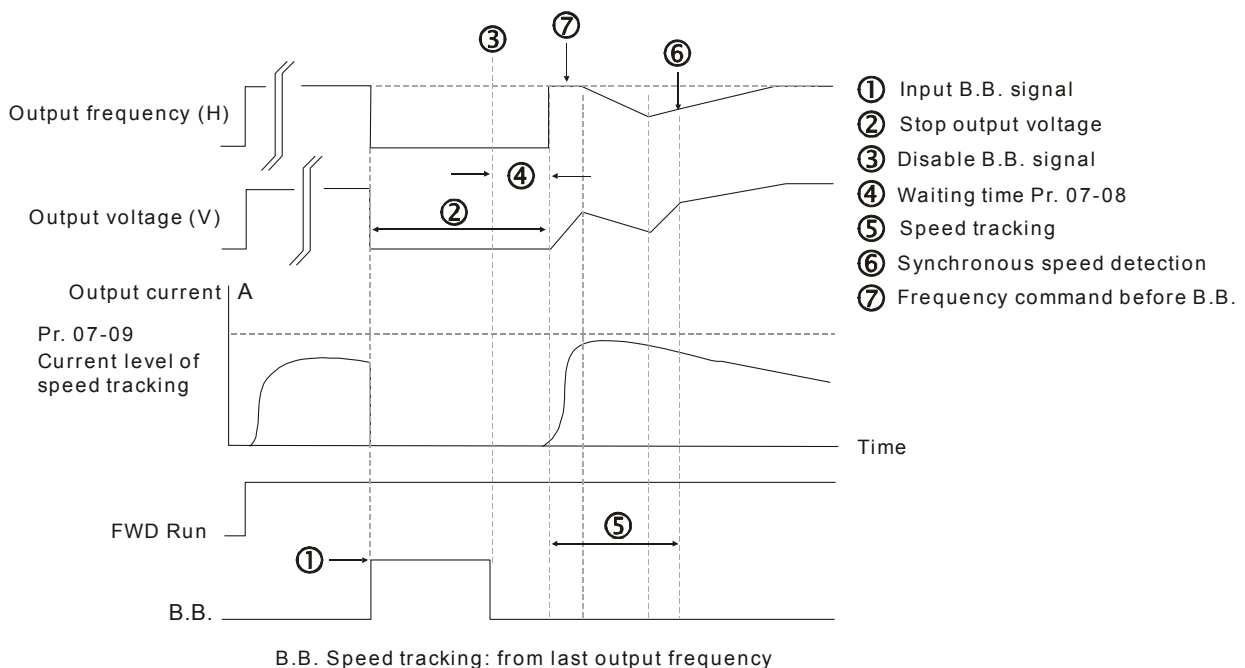 ③
⑦
⑥
Output frequency (H)
④
Output voltage (V)
②
① Input B.B. signal
② Stop output voltage
③ Disable B.B. signal
④ Waiting time Pr. 07-08
⑤ Speed tracking
⑥ Synchronous speed detection
⑦ Frequency command before B.B.
Output current A
Pr. 07-09
Current level of
speed tracking
Time
FWD Run
⑤
①
B.B.
B.B. Speed tracking: from last output frequency